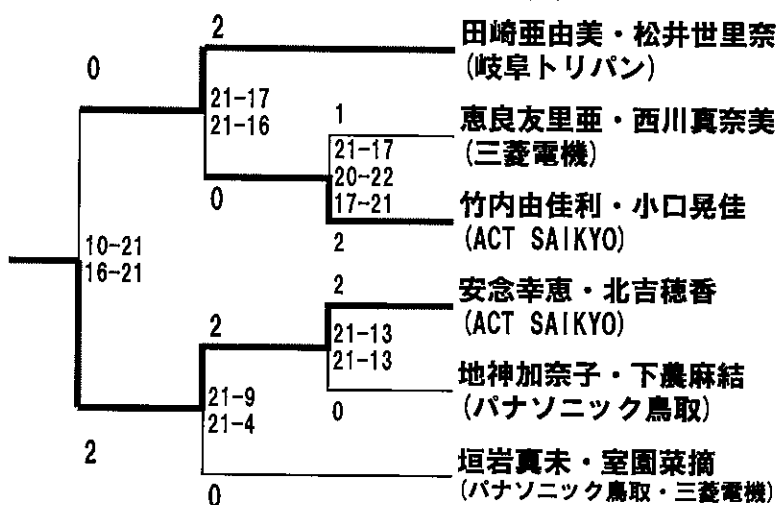 2
田崎亜由美・松井世里奈
(岐阜トリパン)
0
21-17
21-16
1
恵良友里亜・西川真奈美
(三菱電機)
21-17
20-22
17-21
0
竹内由佳利・小口晃佳
(ACT SAIKYO)
2
10-21
16-21
2
安念幸恵・北吉穂香
(ACT SAIKYO)
2
21-13
21-13
地神加奈子・下農麻結
(パナソニック鳥取)
0
21-9
21-4
2
垣岩真未・室園菜摘
(パナソニック鳥取・三菱電機)
0